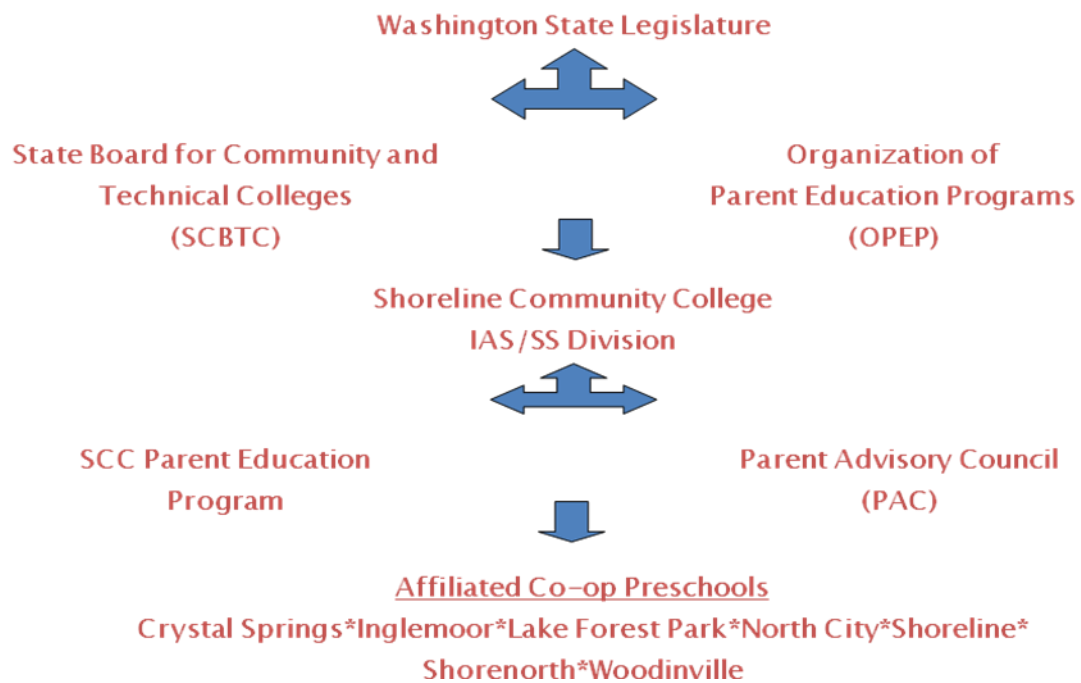 Washington State Legislature
State Board for Community and
Technical Colleges
(SCBTC)
Organization of
Parent Education Programs
(OPEP)
Shoreline Community College
IAS/SS Division
SCC Parent Education
Program
Parent Advisory Council
(PAC)
Affiliated Co-op Preschools
Crystal Springs*Inglemoor*Lake Forest Park*North City*Shoreline*
Shorenorth*Woodinville